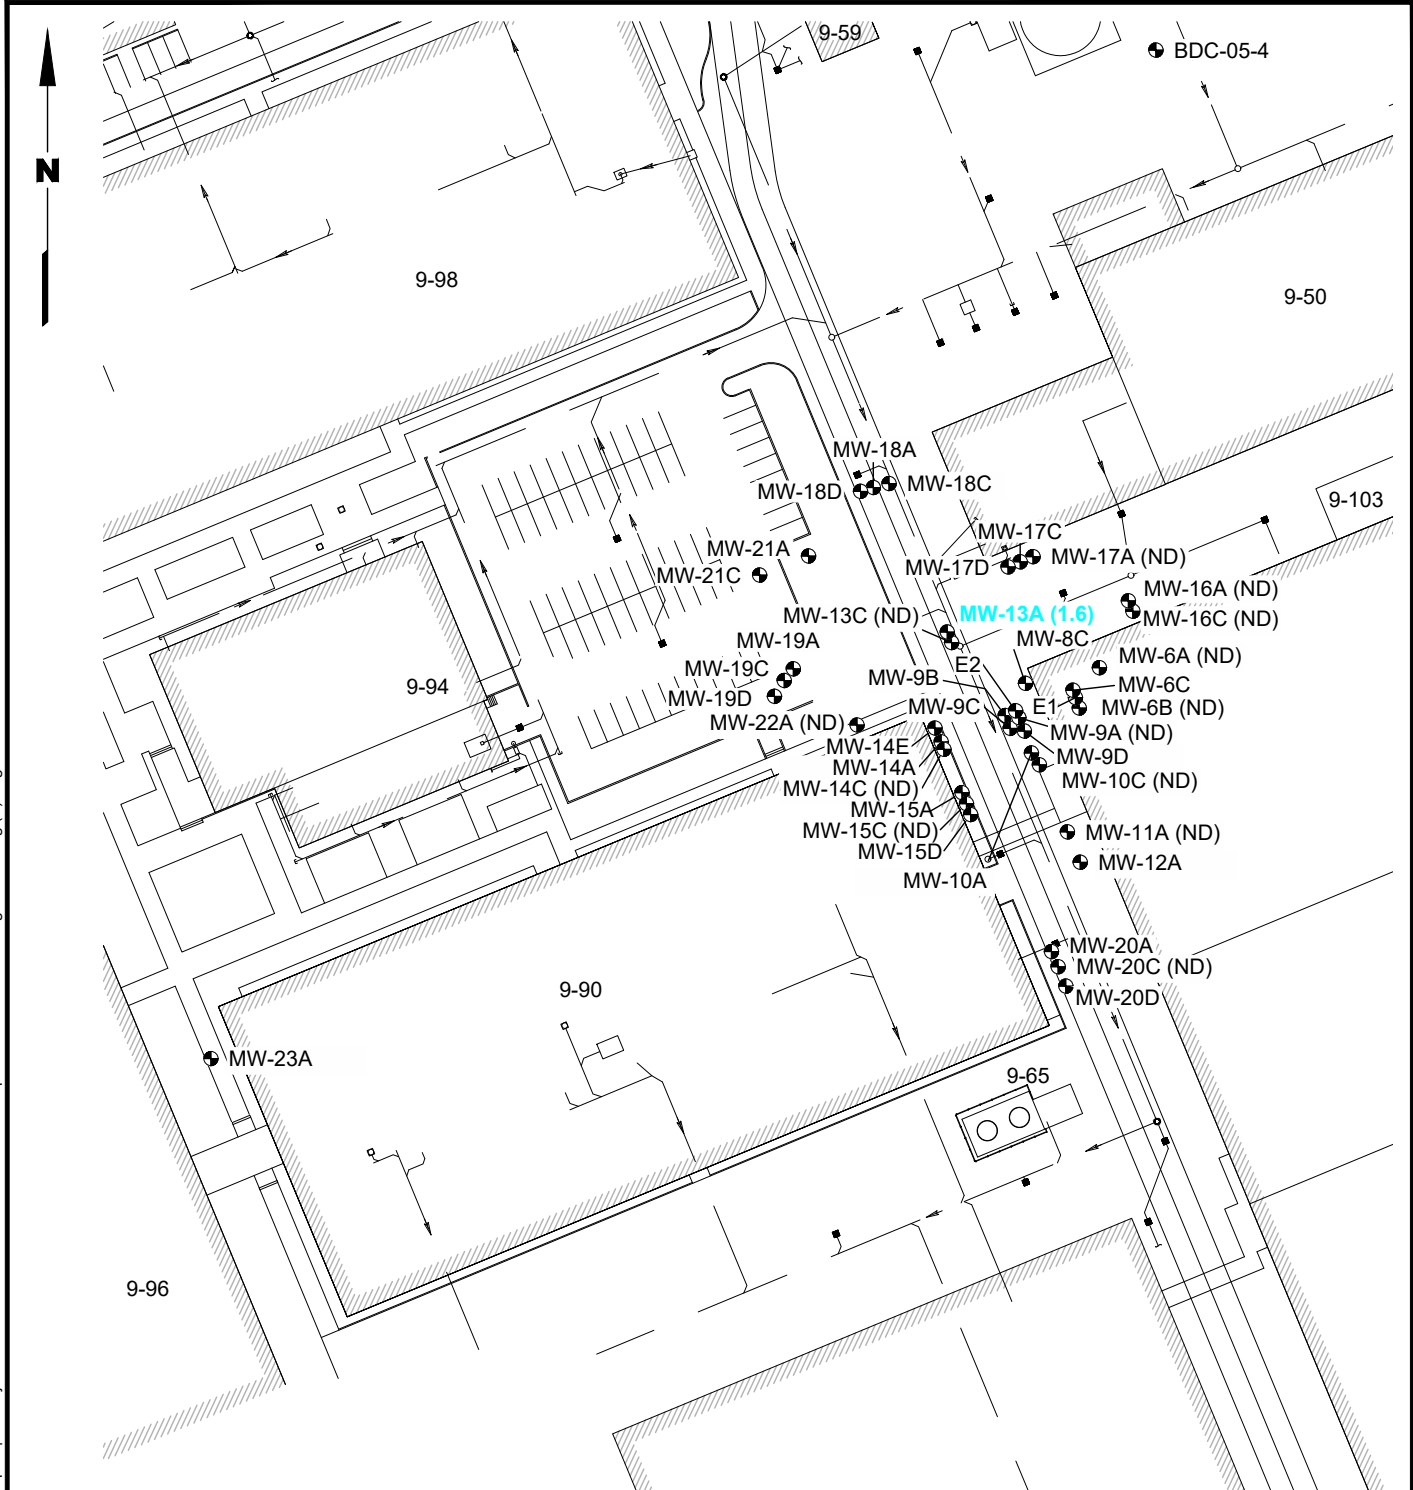 9-59
BDC-05-4
N
9-98
9-50
MW-18A
MW-18D
MW-18C
9-103
MW-17C
MW-21A
MW-17A (ND)
MW-17D
MW-21C
MW-16A (ND)
MW-13C (ND)
MW-13A (1.6)
MW-16C (ND)
MW-19A
MW-8C
MW-6A (ND)
E2
MW-19C
MW-9B
MW-6C
9-94
MW-19D
MW-9C
E1
MW-6B (ND)
MW-22A (ND)
MW-9A (ND)
MW-14E
MW-9D
MW-14A
MW-10C (ND)
MW-14C (ND)
MW-15A
MW-15C (ND)
MW-11A (ND)
MW-15D
MW-12A
MW-10A
MW-20A
MW-20C (ND)
9-90
MW-20D
MW-23A
9-65
9-96